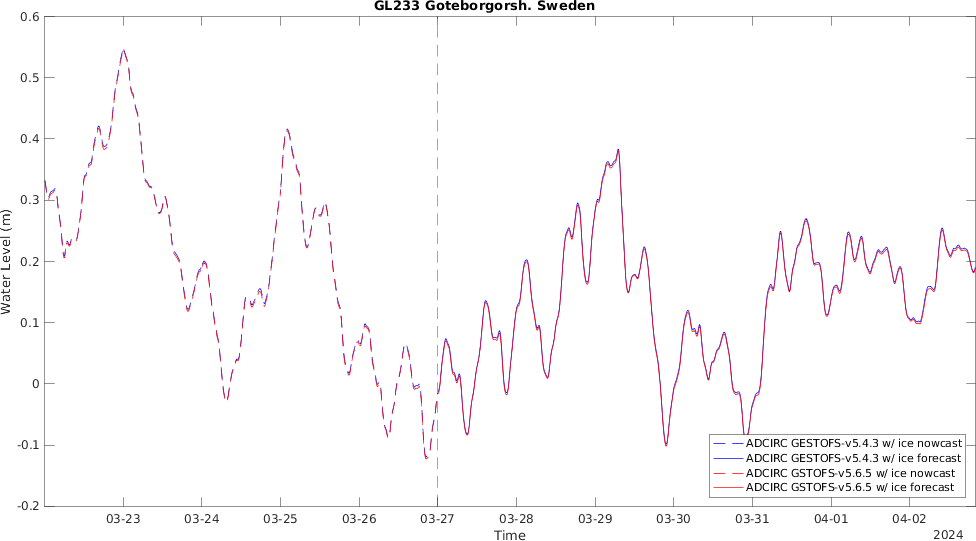 GL233 Goteborgorsh. Sweden
Water Level (m)
0.6
0.5
0.4
0.3
0.2
0.1
0
-0.1
-0.2
ADCIRC GESTOFS-v5.4.3 w/ ice nowcast
ADCIRC GESTOFS-v5.4.3 w/ ice forecast
ADCIRC GSTOFS-v5.6.5 w/ ice nowcast
ADCIRC GSTOFS-v5.6.5 w/ ice forecast
03-23 03-24 03-25 03-26 03-27 03-28 03-29 03-30 03-31 04-01 04-02
Time
2024